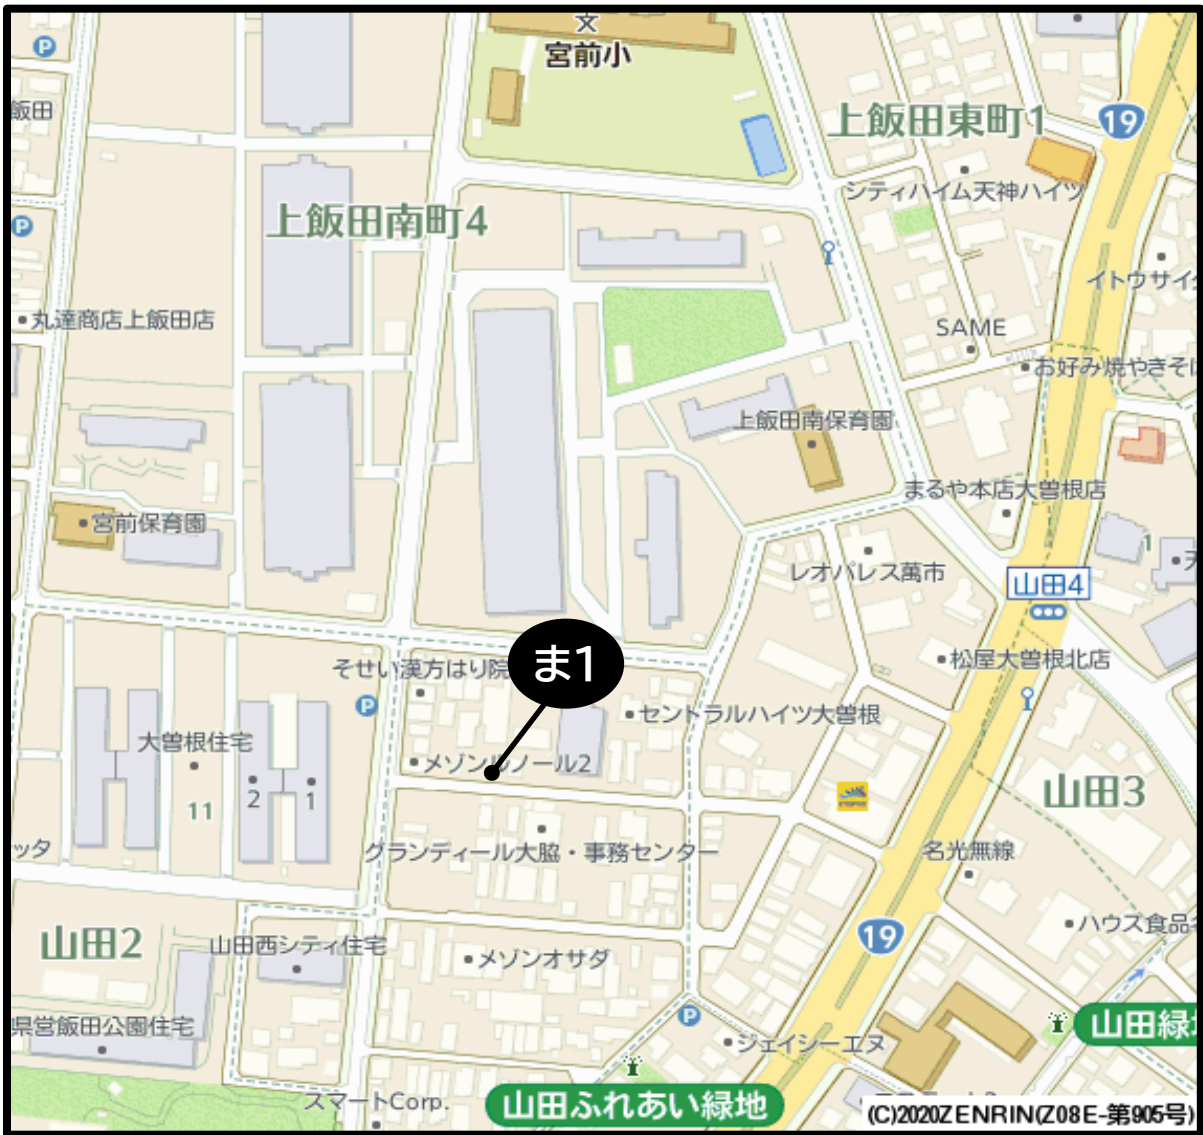 文
宮前小
P
飯田
上飯田東町1
19
シティハイム天神ハイツ
上飯田南町4
P
イトウサイ
丸達商店上飯田店
SAME
お好み焼やきそ
上飯田南保育園
まるや本店大曽根店
宮前保育園
1
天
レオパレス萬市
山田4
ま1
そせい漢方はり院
松屋大曽根北店
P
セントラルハイツ大曽根
大曽根住宅
メゾンルノール2
2
1
11
山田3
ッタ
グランディール大脇・事務センター
名光無線
ハウス食品
19
山田2
山田西シティ住宅
メゾンオサダ
県営飯田公園住宅
P
山田緑
ジェイシーエヌ
スマートCorp.
山田ふれあい緑地
(C)2020ZENRIN(Z08E-第905号)